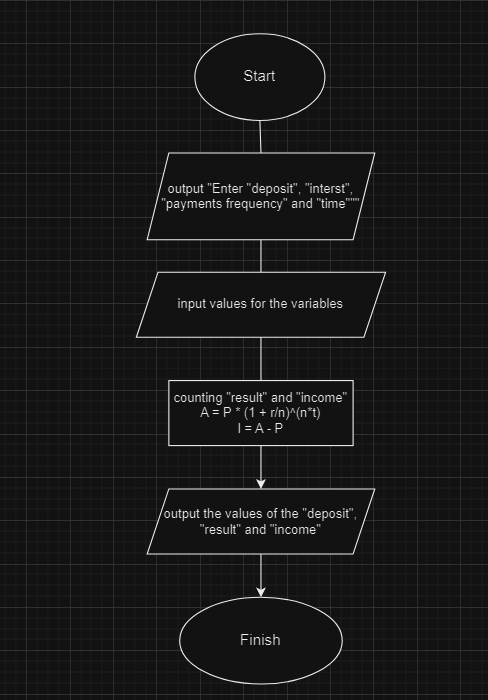 Start
output "Enter "deposit", "interst",
"payments frequency" and "time"""
input values for the variables
counting "result" and "income"
A = P * (1 + r/n)^(n*t)
I = A - P
output the values of the "deposit",
"result" and "income"
Finish